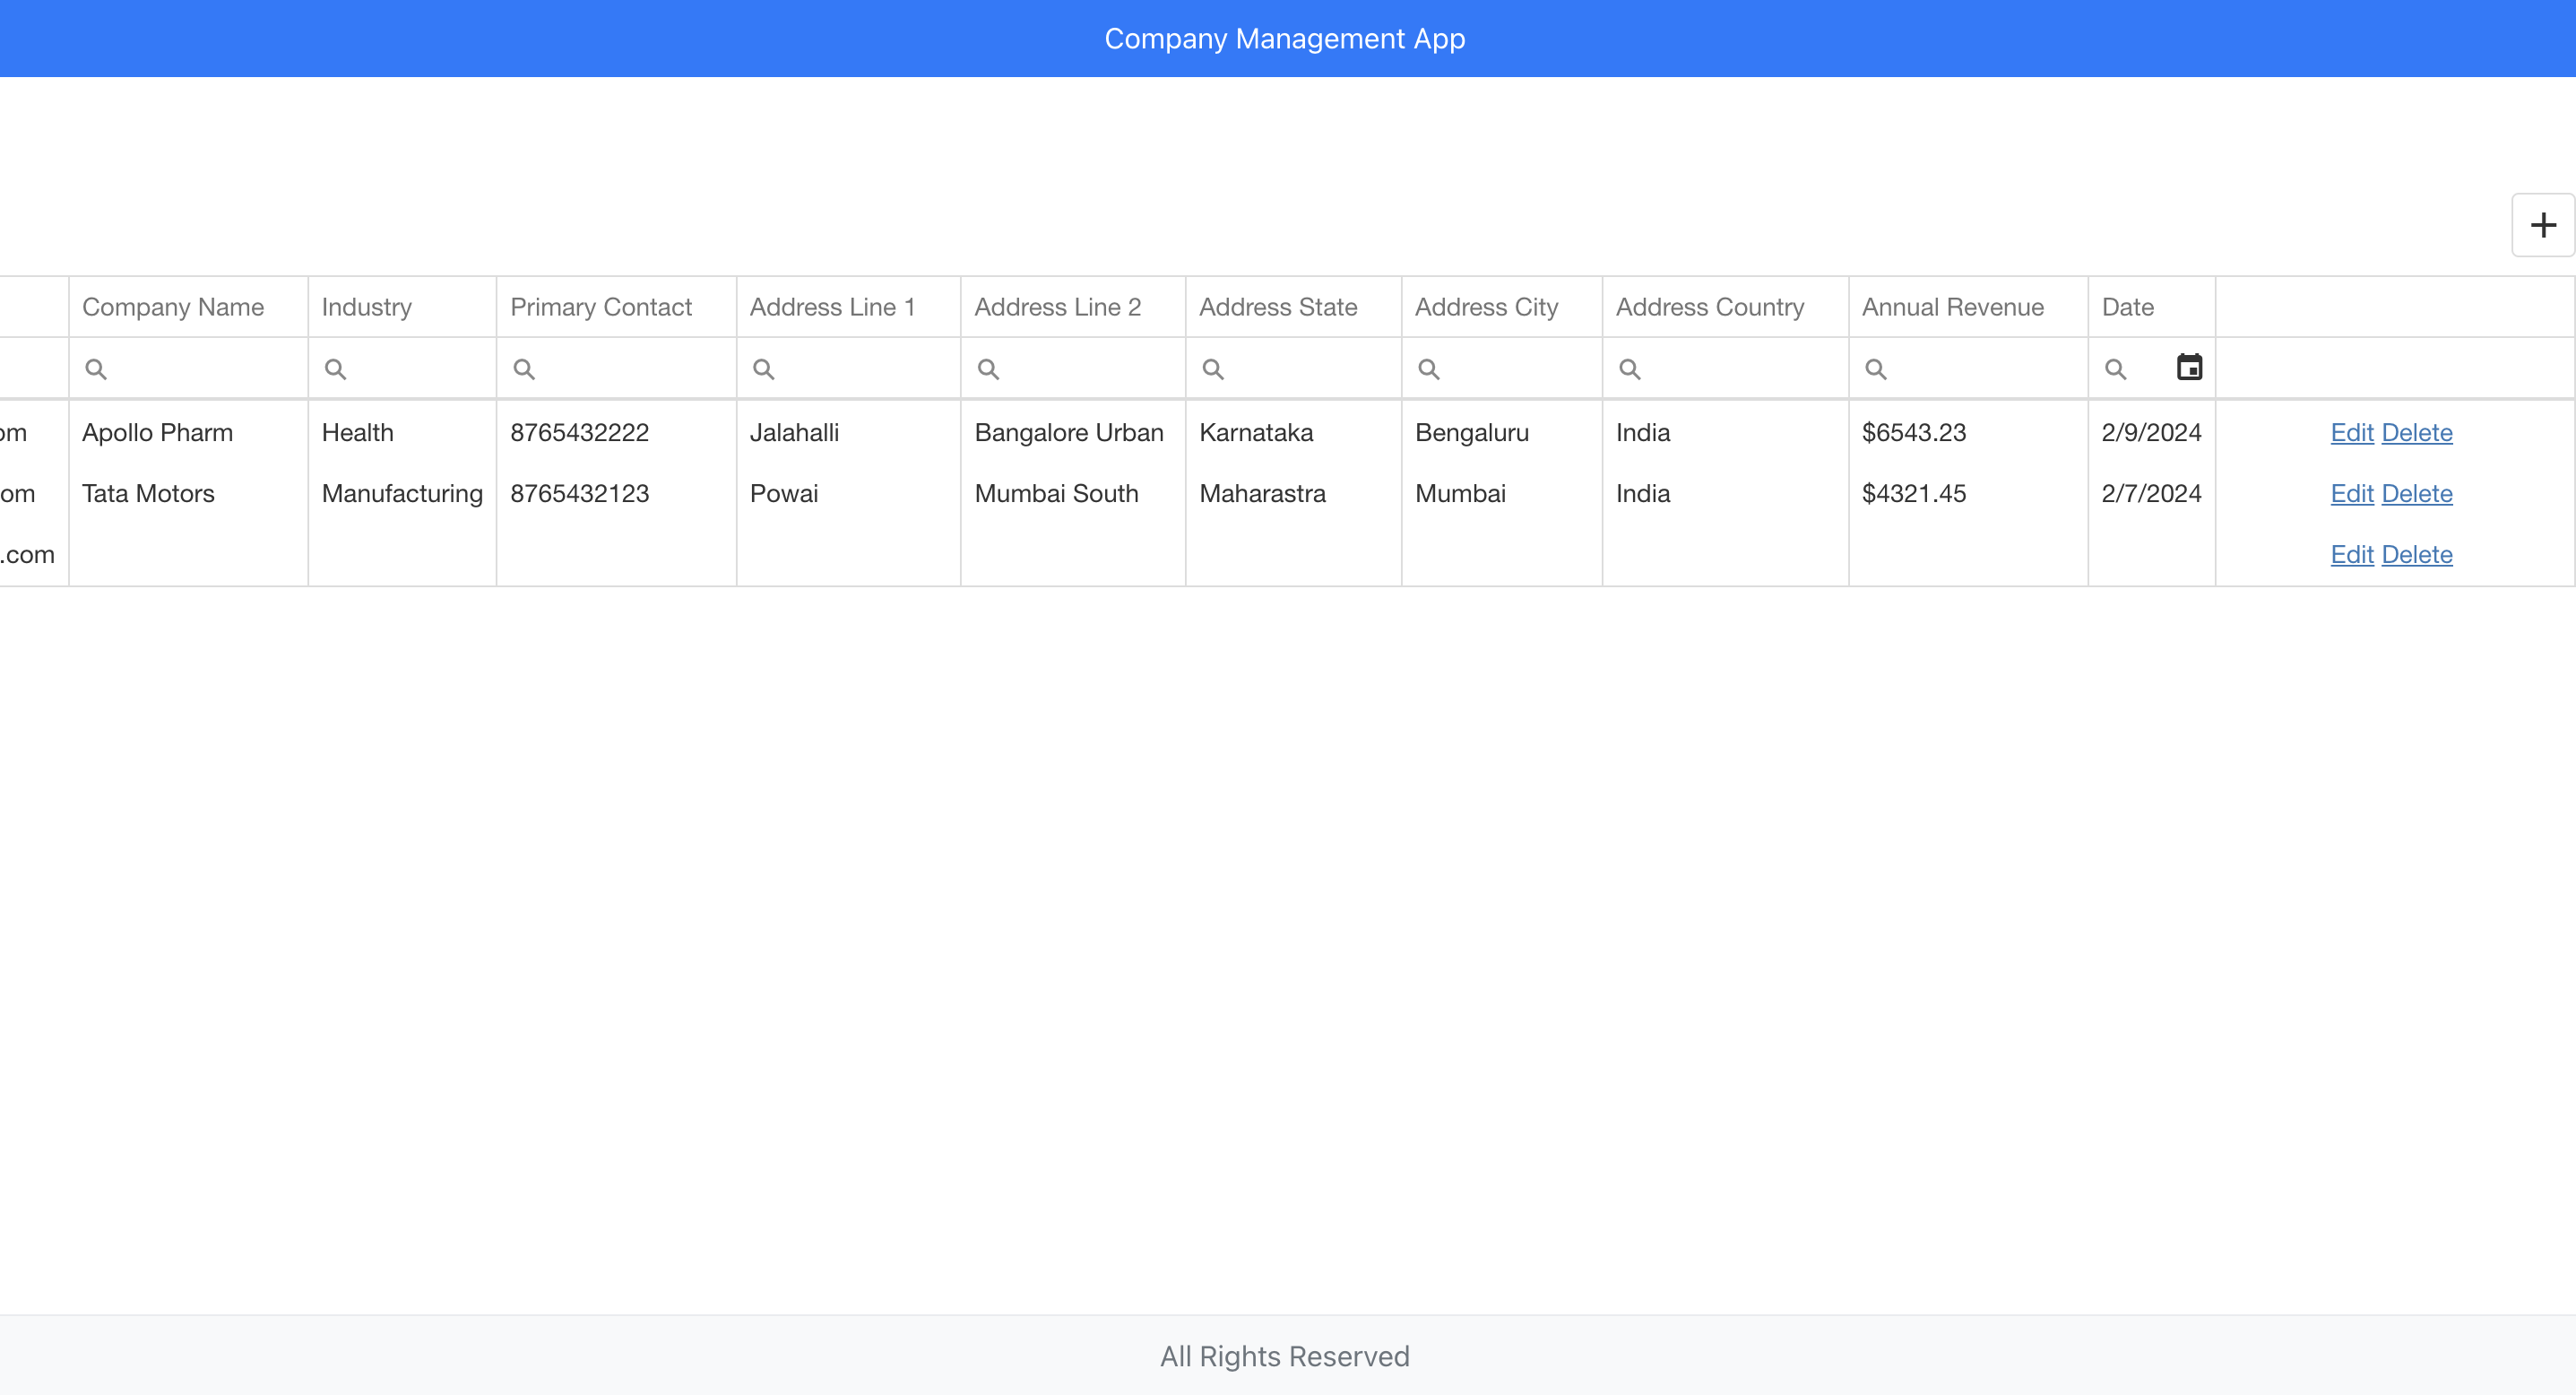 Company Management App
Company Name Industry Primary Contact Address Line 1 Address Line 2 Address State Address City Address Country Annual Revenue Date
om Apollo Pharm Health 8765432222 Jalahalli Bangalore Urban Karnataka Bengaluru India $6543.23 2/9/2024 Edit Delete
om Tata Motors Manufacturing 8765432123 Powai Mumbai South Maharastra Mumbai India $4321.45 2/7/2024 Edit Delete
.com Edit Delete
All Rights Reserved